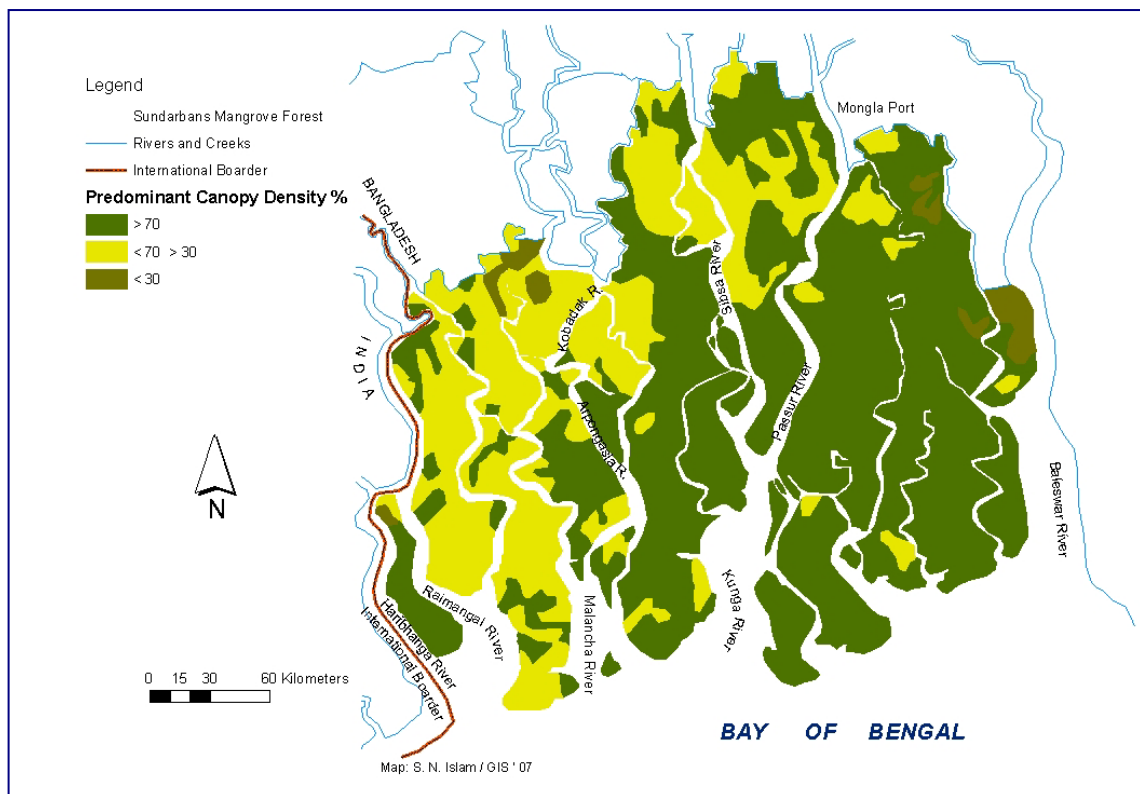 Legend
Sundarbans Mangrove Forest
Rivers and Creeks
International Boarder
Predominant Canopy Density %
>70
<70 >30
<30
BANGLADESH
INDIA
Mongla Port
Kobadak R.
Sibsa River
Arpongasia R.
Passur River
Baleswar River
N
Raimangal River
Haribhanga River
International Boarder
Malancha River
Kunga River
0 15 30 60 Kilometers
BAY OF BENGAL
Map: S. N. Islam / GIS ' 07